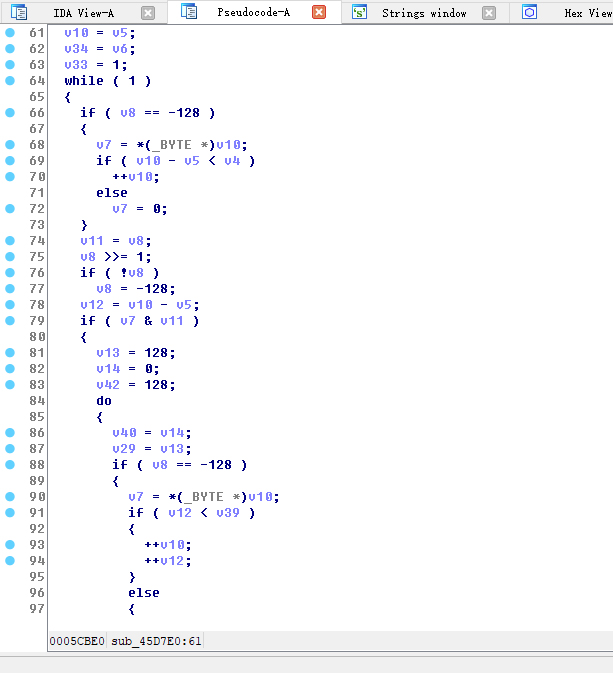 IDA View-A Pseudocode-A Strings window Hex View
61 v10 = v5;
62 v34 = v6;
63 v33 = 1;
64 while ( 1 )
65 {
66 if ( v8 == -128 )
67 {
68 v7 = *(_BYTE *)v10;
69 if ( v10 - v5 < v4 )
70 ++v10;
71 else
72 v7 = 0;
73 }
74 v11 = v8;
75 v8 >>= 1;
76 if ( !v8 )
77 v8 = -128;
78 v12 = v10 - v5;
79 if ( v7 & v11 )
80 {
81 v13 = 128;
82 v14 = 0;
83 v42 = 128;
84 do
85 {
86 v40 = v14;
87 v29 = v13;
88 if ( v8 == -128 )
89 {
90 v7 = *(_BYTE *)v10;
91 if ( v12 < v39 )
92 {
93 ++v10;
94 ++v12;
95 }
96 else
97 {
0005CBE0 sub_45D7E0:61